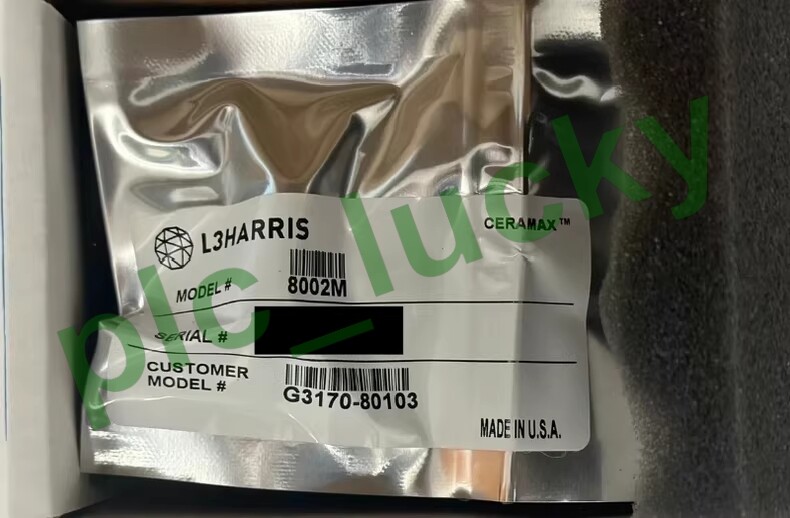 L3HARRIS
CERAMAX™
MODEL # 8002M
SERIAL #
CUSTOMER
MODEL # G3170-80103
MADE IN U.S.A.
plc_lucky